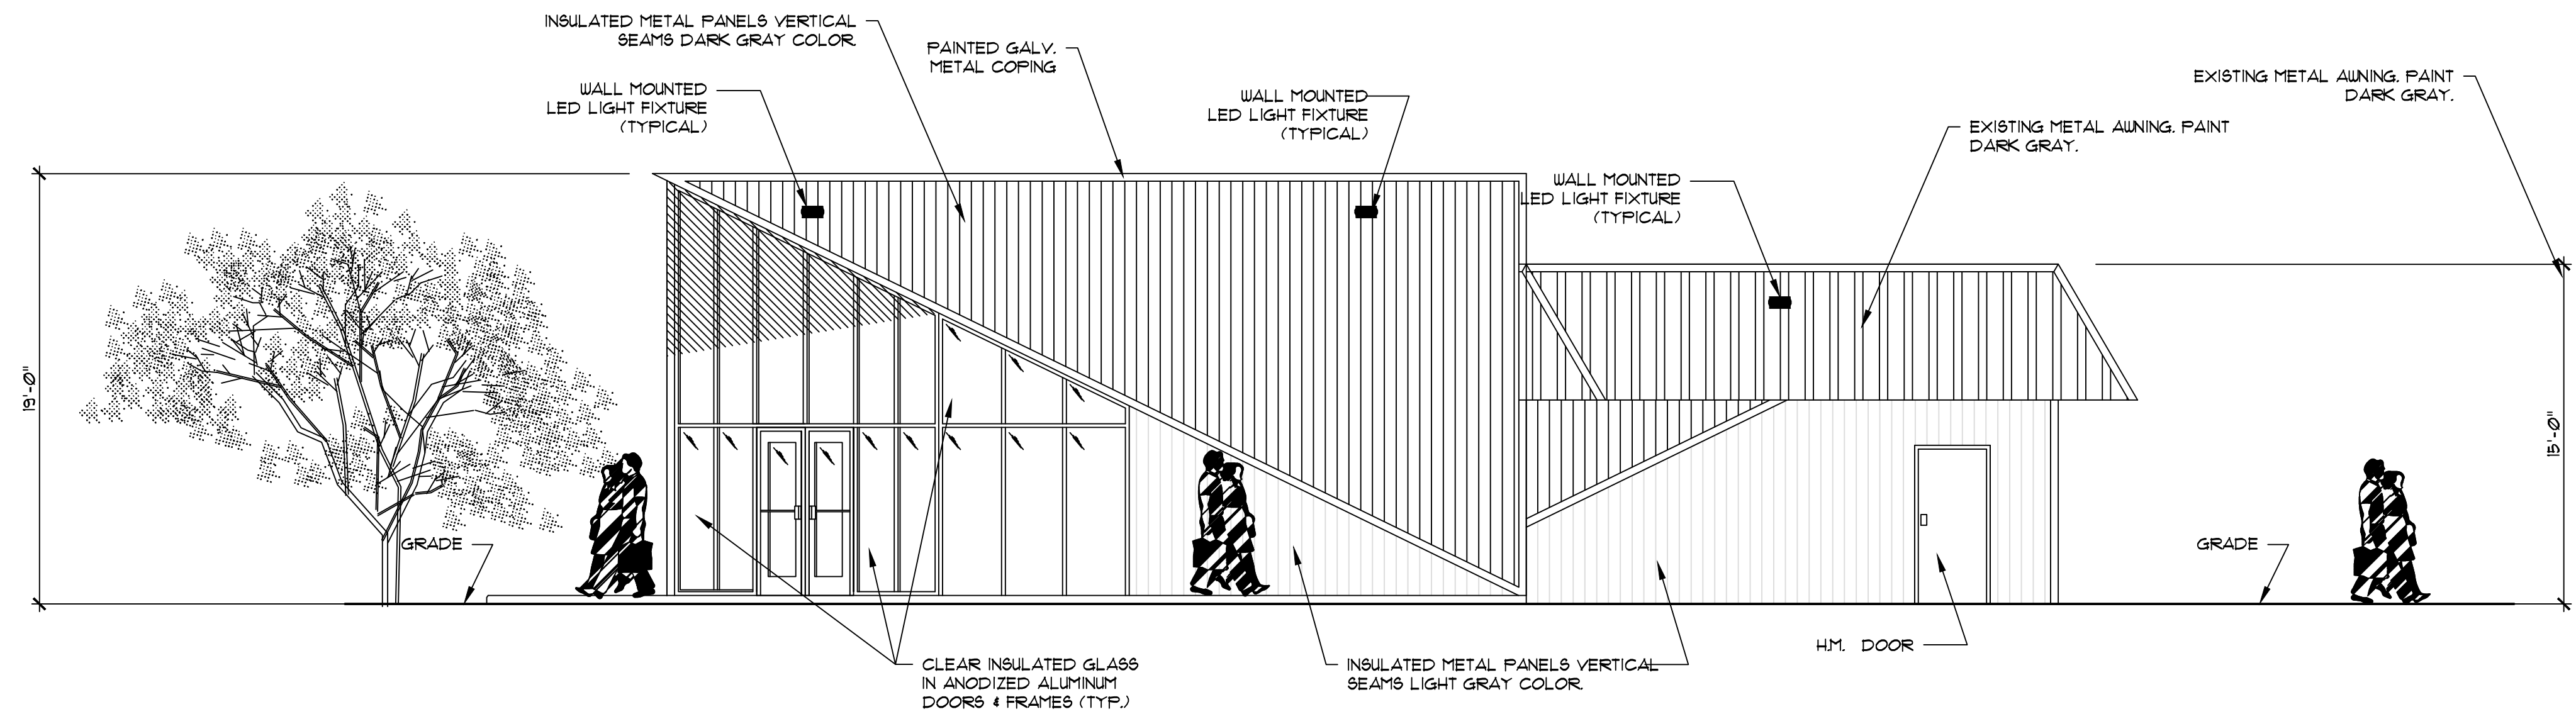 INSULATED METAL PANELS VERTICAL
SEAMS DARK GRAY COLOR
PAINTED GALV.
METAL COPING
WALL MOUNTED
LED LIGHT FIXTURE
(TYPICAL)
WALL MOUNTED
LED LIGHT FIXTURE
(TYPICAL)
EXISTING METAL AWNING. PAINT
DARK GRAY.
EXISTING METAL AWNING. PAINT
DARK GRAY.
WALL MOUNTED
LED LIGHT FIXTURE
(TYPICAL)
19'-0"
15'-0"
GRADE
GRADE
H.M. DOOR
CLEAR INSULATED GLASS
IN ANODIZED ALUMINUM
DOORS & FRAMES (TYP.)
INSULATED METAL PANELS VERTICAL
SEAMS LIGHT GRAY COLOR.